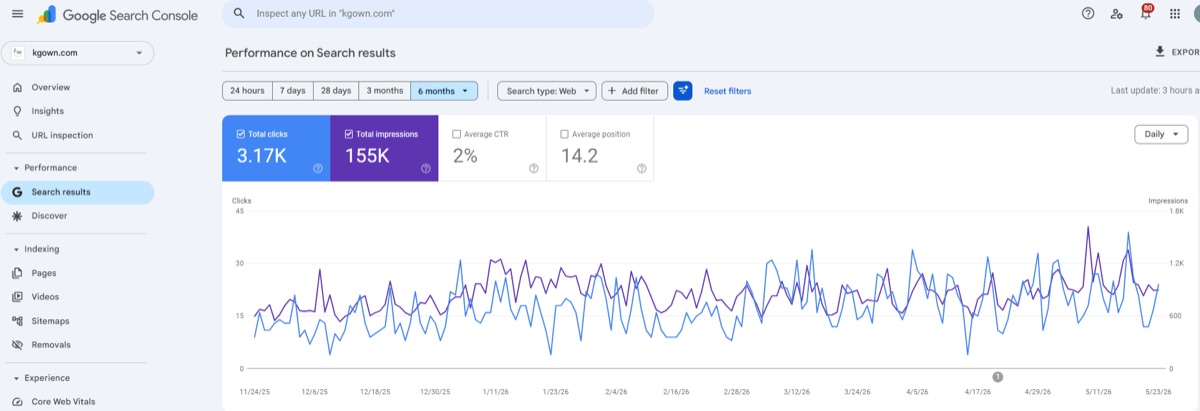 Google Search Console
Inspect any URL in "kgown.com"
80
kgown.com
Performance on Search results
EXPOR
24 hours
7 days
28 days
3 months
6 months
Search type: Web
+ Add filter
Reset filters
Last update: 3 hours a
Overview
Insights
URL inspection
Performance
Search results
Discover
Indexing
Pages
Videos
Sitemaps
Removals
Experience
Core Web Vitals
Total clicks
3.17K
Total impressions
155K
Average CTR
2%
Average position
14.2
Daily
Clicks
45
30
15
0
Impressions
1.8K
1.2K
600
0
11/24/25
12/6/25
12/18/25
12/30/25
1/11/26
1/23/26
2/4/26
2/16/26
2/28/26
3/12/26
3/24/26
4/5/26
4/17/26
4/29/26
5/11/26
5/23/26
1